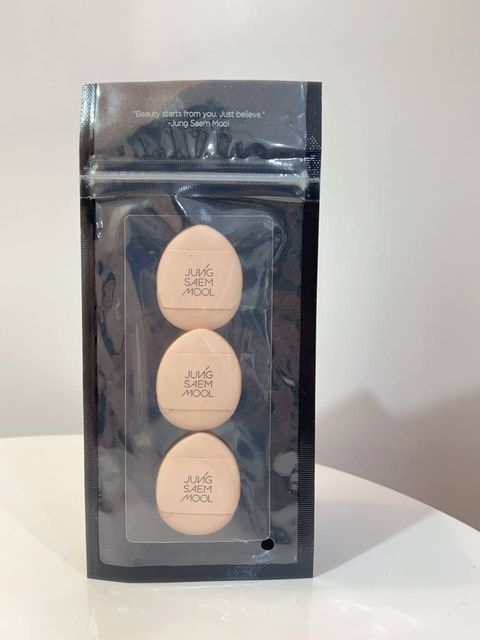 "Beauty starts from you. Just believe."
-Jung Saem Mool
JUNG
SAEM
MOOL
JUNG
SAEM
MOOL
JUNG
SAEM
MOOL